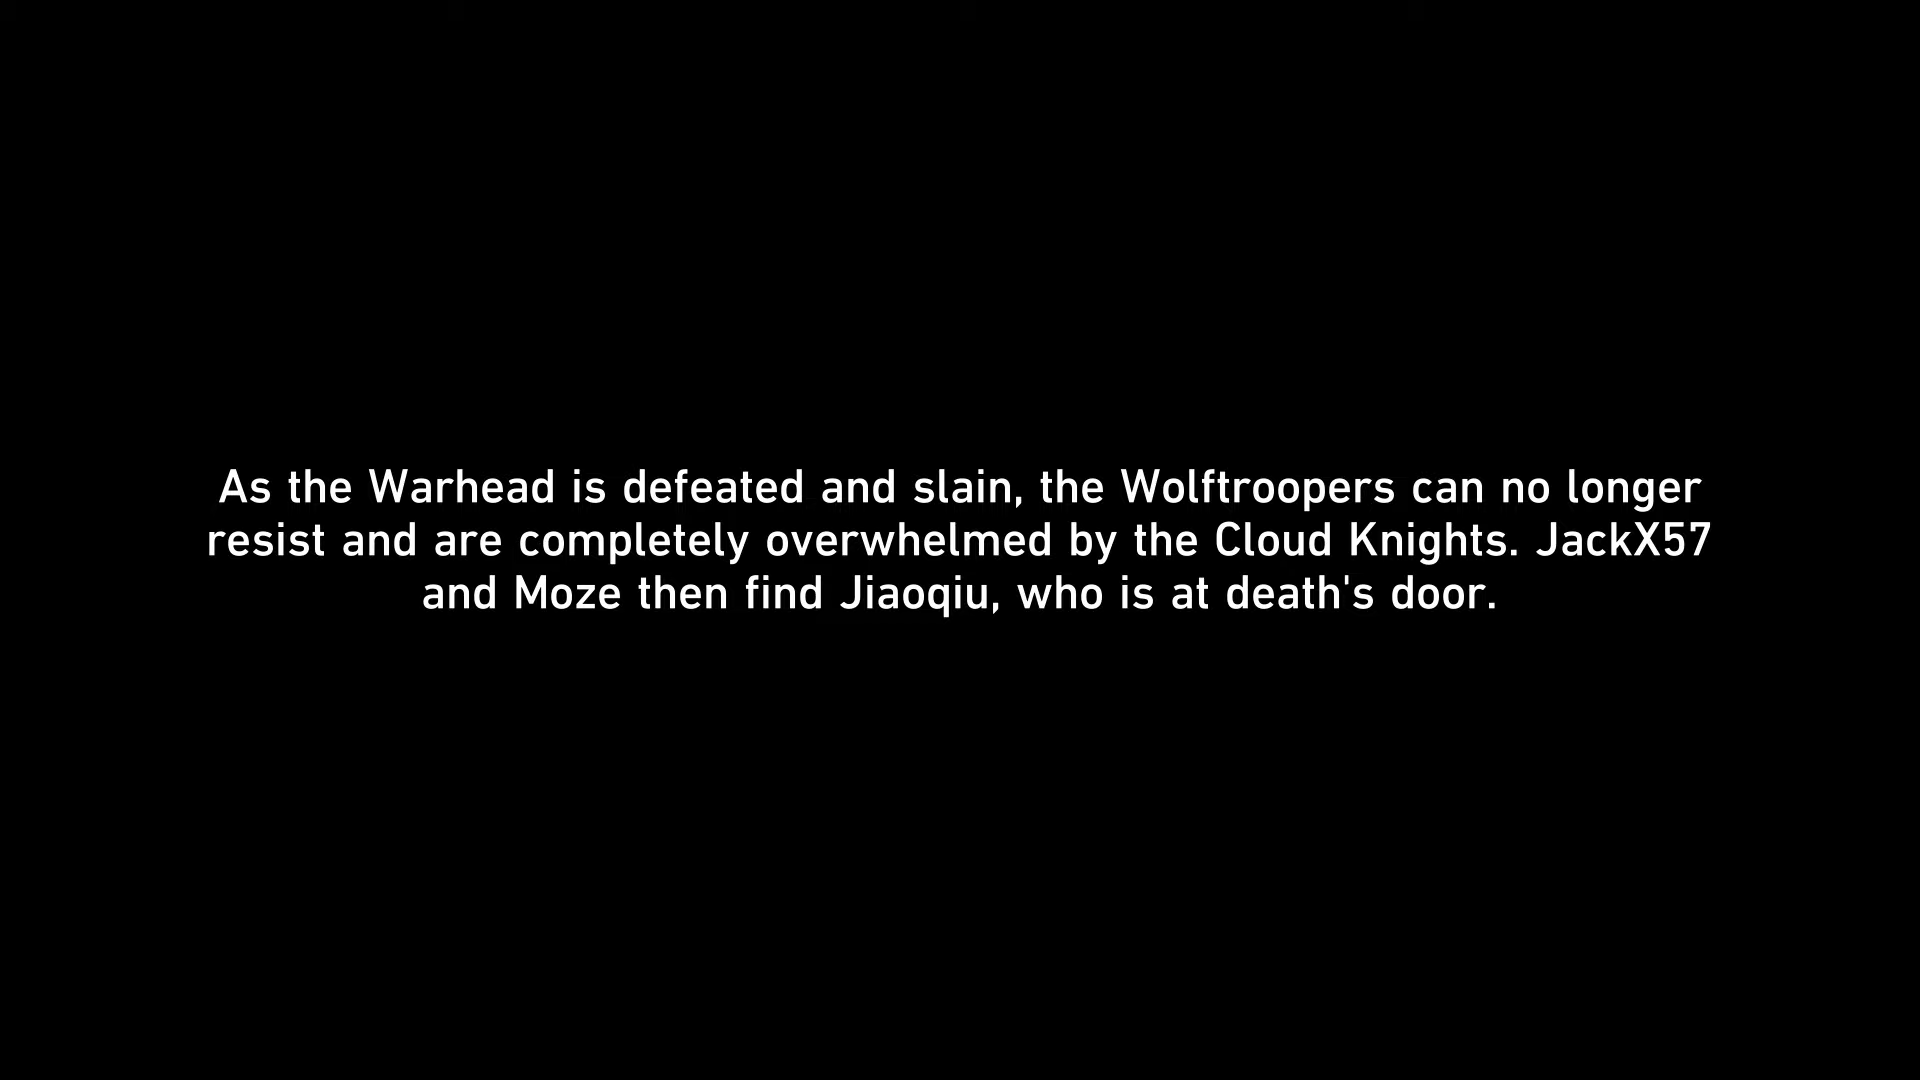 As the Warhead is defeated and slain, the Wolftroopers can no longer
resist and are completely overwhelmed by the Cloud Knights. JackX57
and Moze then find Jiaoqiu, who is at death's door.